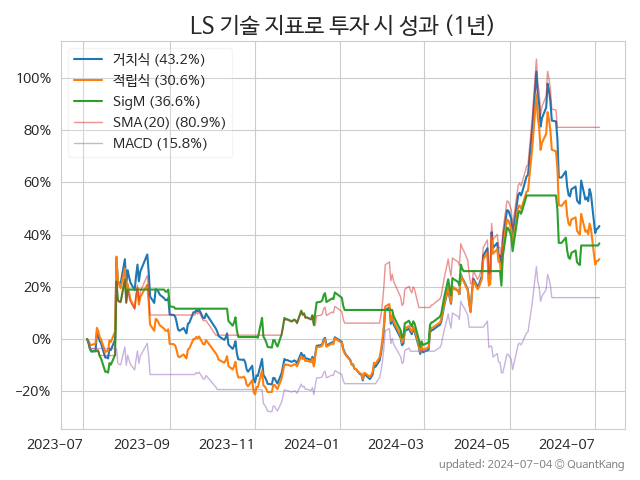 LS 기술 지표로 투자 시 성과 (1년)
거치식 (43.2%)
적립식 (30.6%)
SigM (36.6%)
SMA(20) (80.9%)
MACD (15.8%)
100%
80%
60%
40%
20%
0%
−20%
2023-07 2023-09 2023-11 2024-01 2024-03 2024-05 2024-07
updated: 2024-07-04 © QuantKang